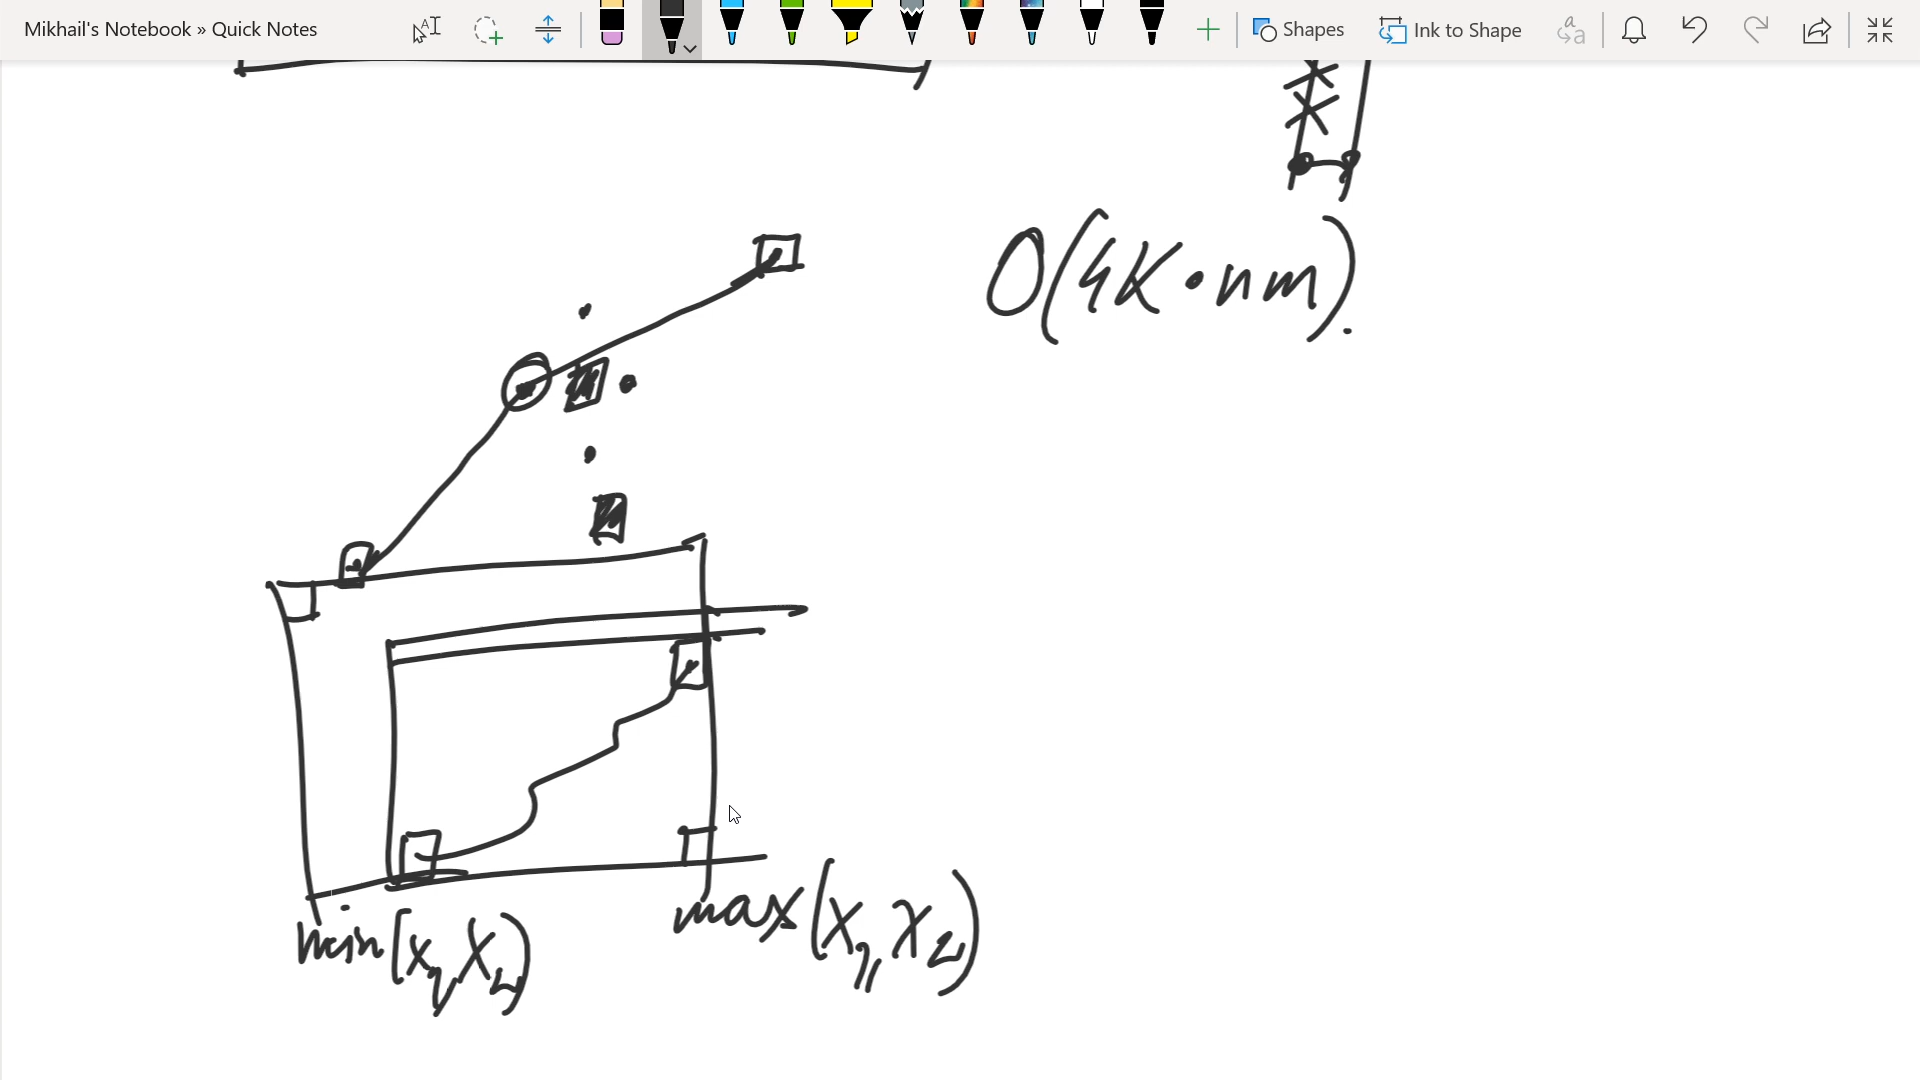 Mikhail's Notebook » Quick Notes
Shapes
Ink to Shape
O(4K·nm).
min(x₁,x₂)
max(x₁,x₂)